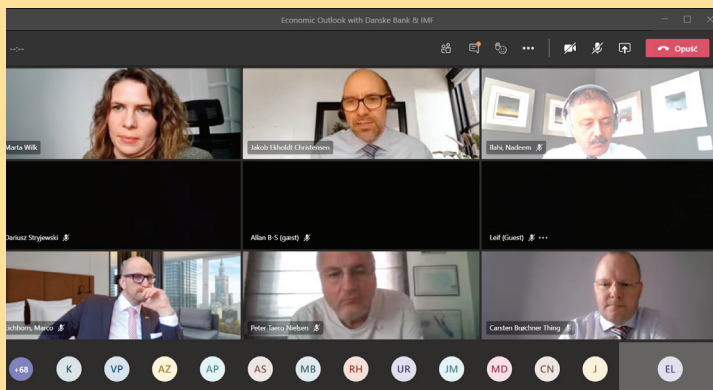 Economic Outlook with Danske Bank & IMF
--:--
Opuść
Marta Wilk
Jakob Ekholdt Christensen
Ilahi, Nadeem
Dariusz Stryjewski
Allan B-S (gæst)
Leif (Guest)
Eichhorn, Marco
Peter Taero Nielsen
Carsten Brøchner Thing
+68 K VP AZ AP AS MB RH UR JM MD CN J EL